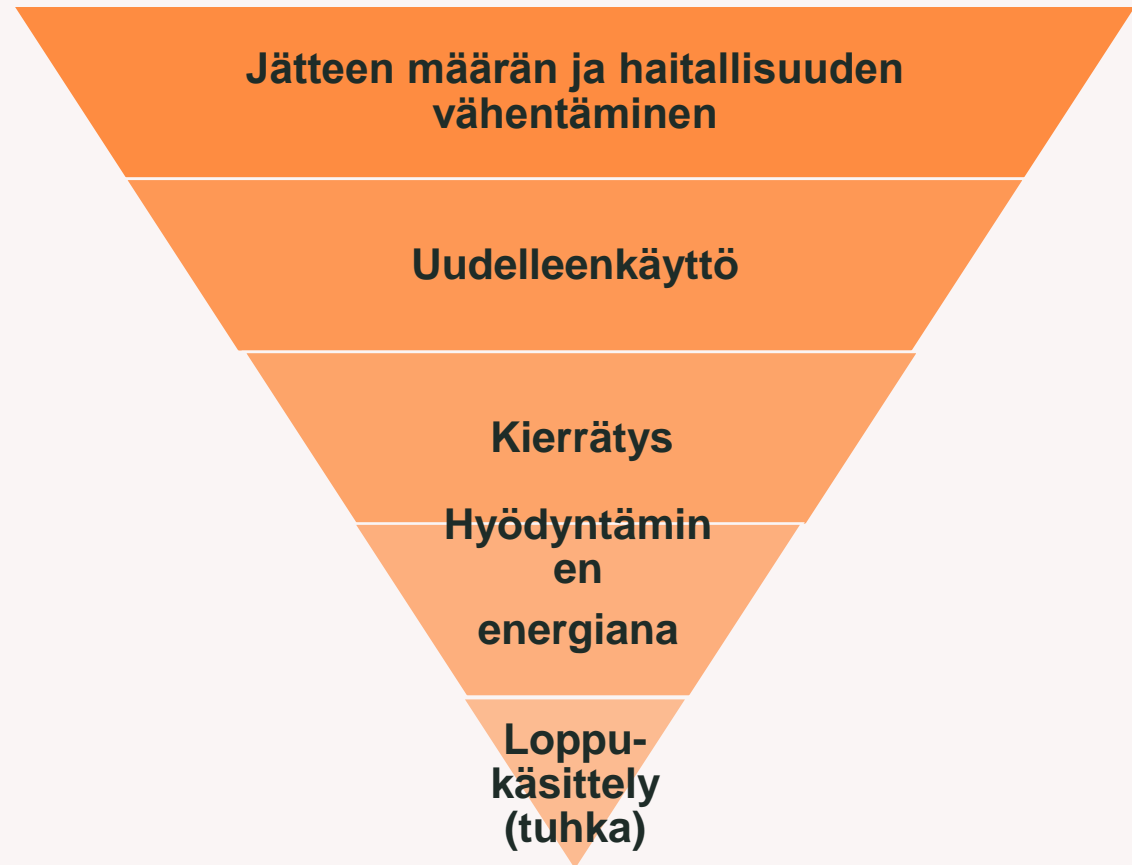 Jätteen määrän ja haitallisuuden
vähentäminen
Uudelleenkäyttö
Kierrätys
Hyödyntämin
en
energiana
Loppu-
käsittely
(tuhka)